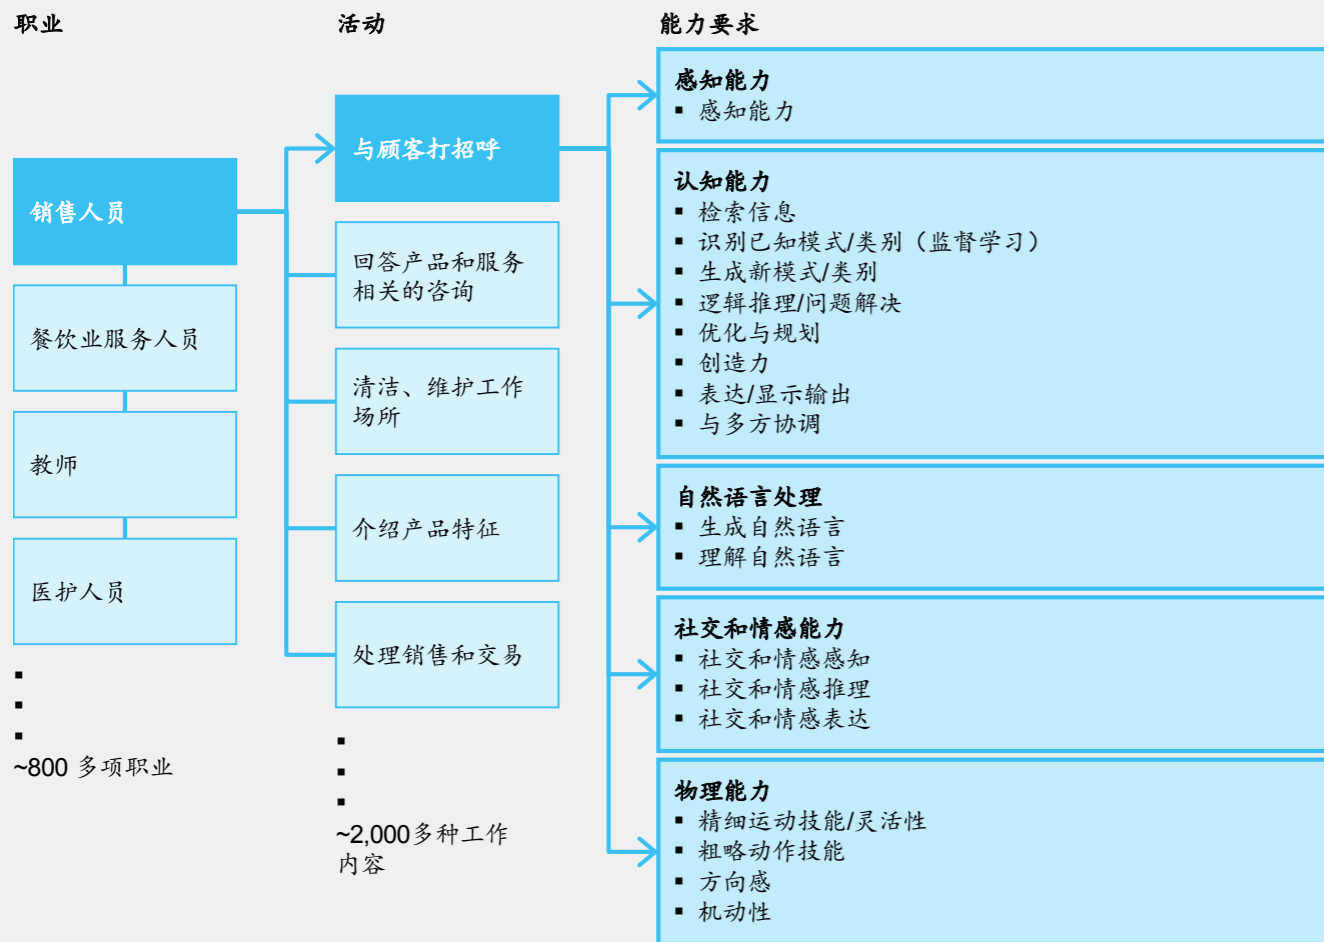 职业
活动
能力要求
销售人员
餐饮业服务人员
教师
医护人员
~800 多项职业
与顾客打招呼
回答产品和服务
相关的咨询
清洁、维护工作
场所
介绍产品特征
处理销售和交易
~2,000多种工作
内容
感知能力
▪ 感知能力
认知能力
▪ 检索信息
▪ 识别已知模式/类别（监督学习）
▪ 生成新模式/类别
▪ 逻辑推理/问题解决
▪ 优化与规划
▪ 创造力
▪ 表达/显示输出
▪ 与多方协调
自然语言处理
▪ 生成自然语言
▪ 理解自然语言
社交和情感能力
▪ 社交和情感感知
▪ 社交和情感推理
▪ 社交和情感表达
物理能力
▪ 精细运动技能/灵活性
▪ 粗略动作技能
▪ 方向感
▪ 机动性